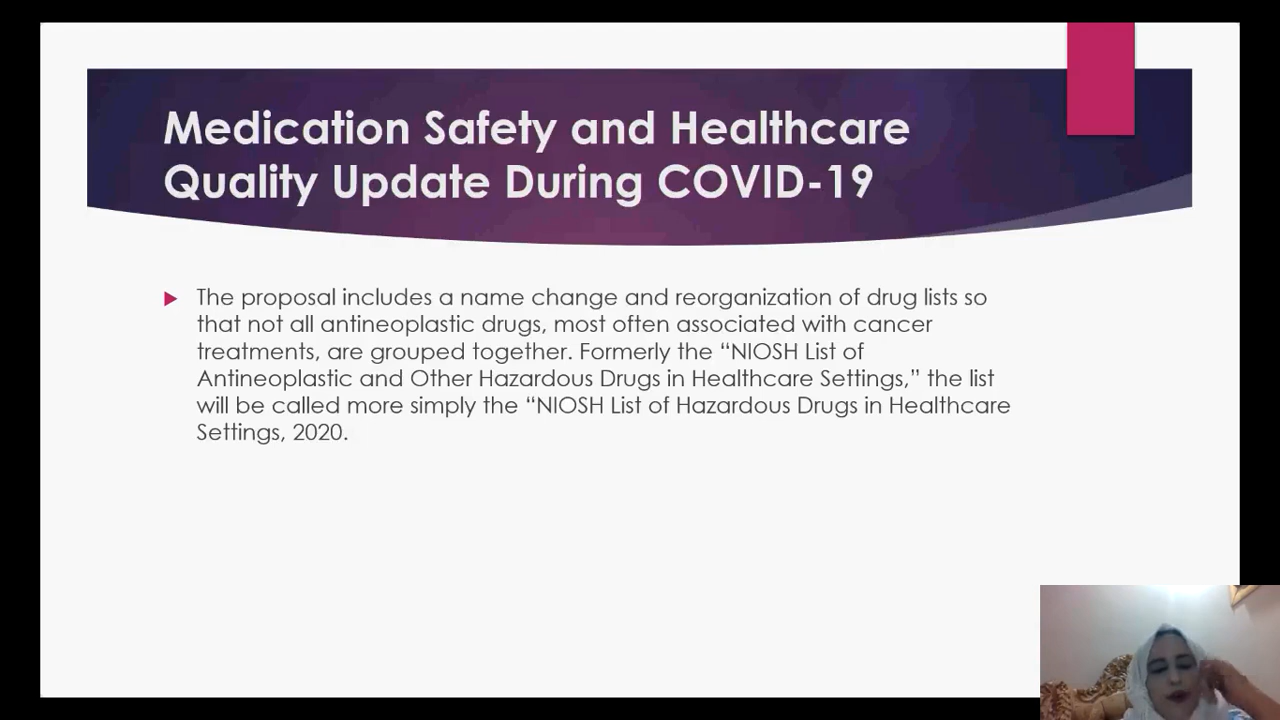 Medication Safety and Healthcare
Quality Update During COVID-19
The proposal includes a name change and reorganization of drug lists so
that not all antineoplastic drugs, most often associated with cancer
treatments, are grouped together. Formerly the “NIOSH List of
Antineoplastic and Other Hazardous Drugs in Healthcare Settings,” the list
will be called more simply the “NIOSH List of Hazardous Drugs in Healthcare
Settings, 2020.